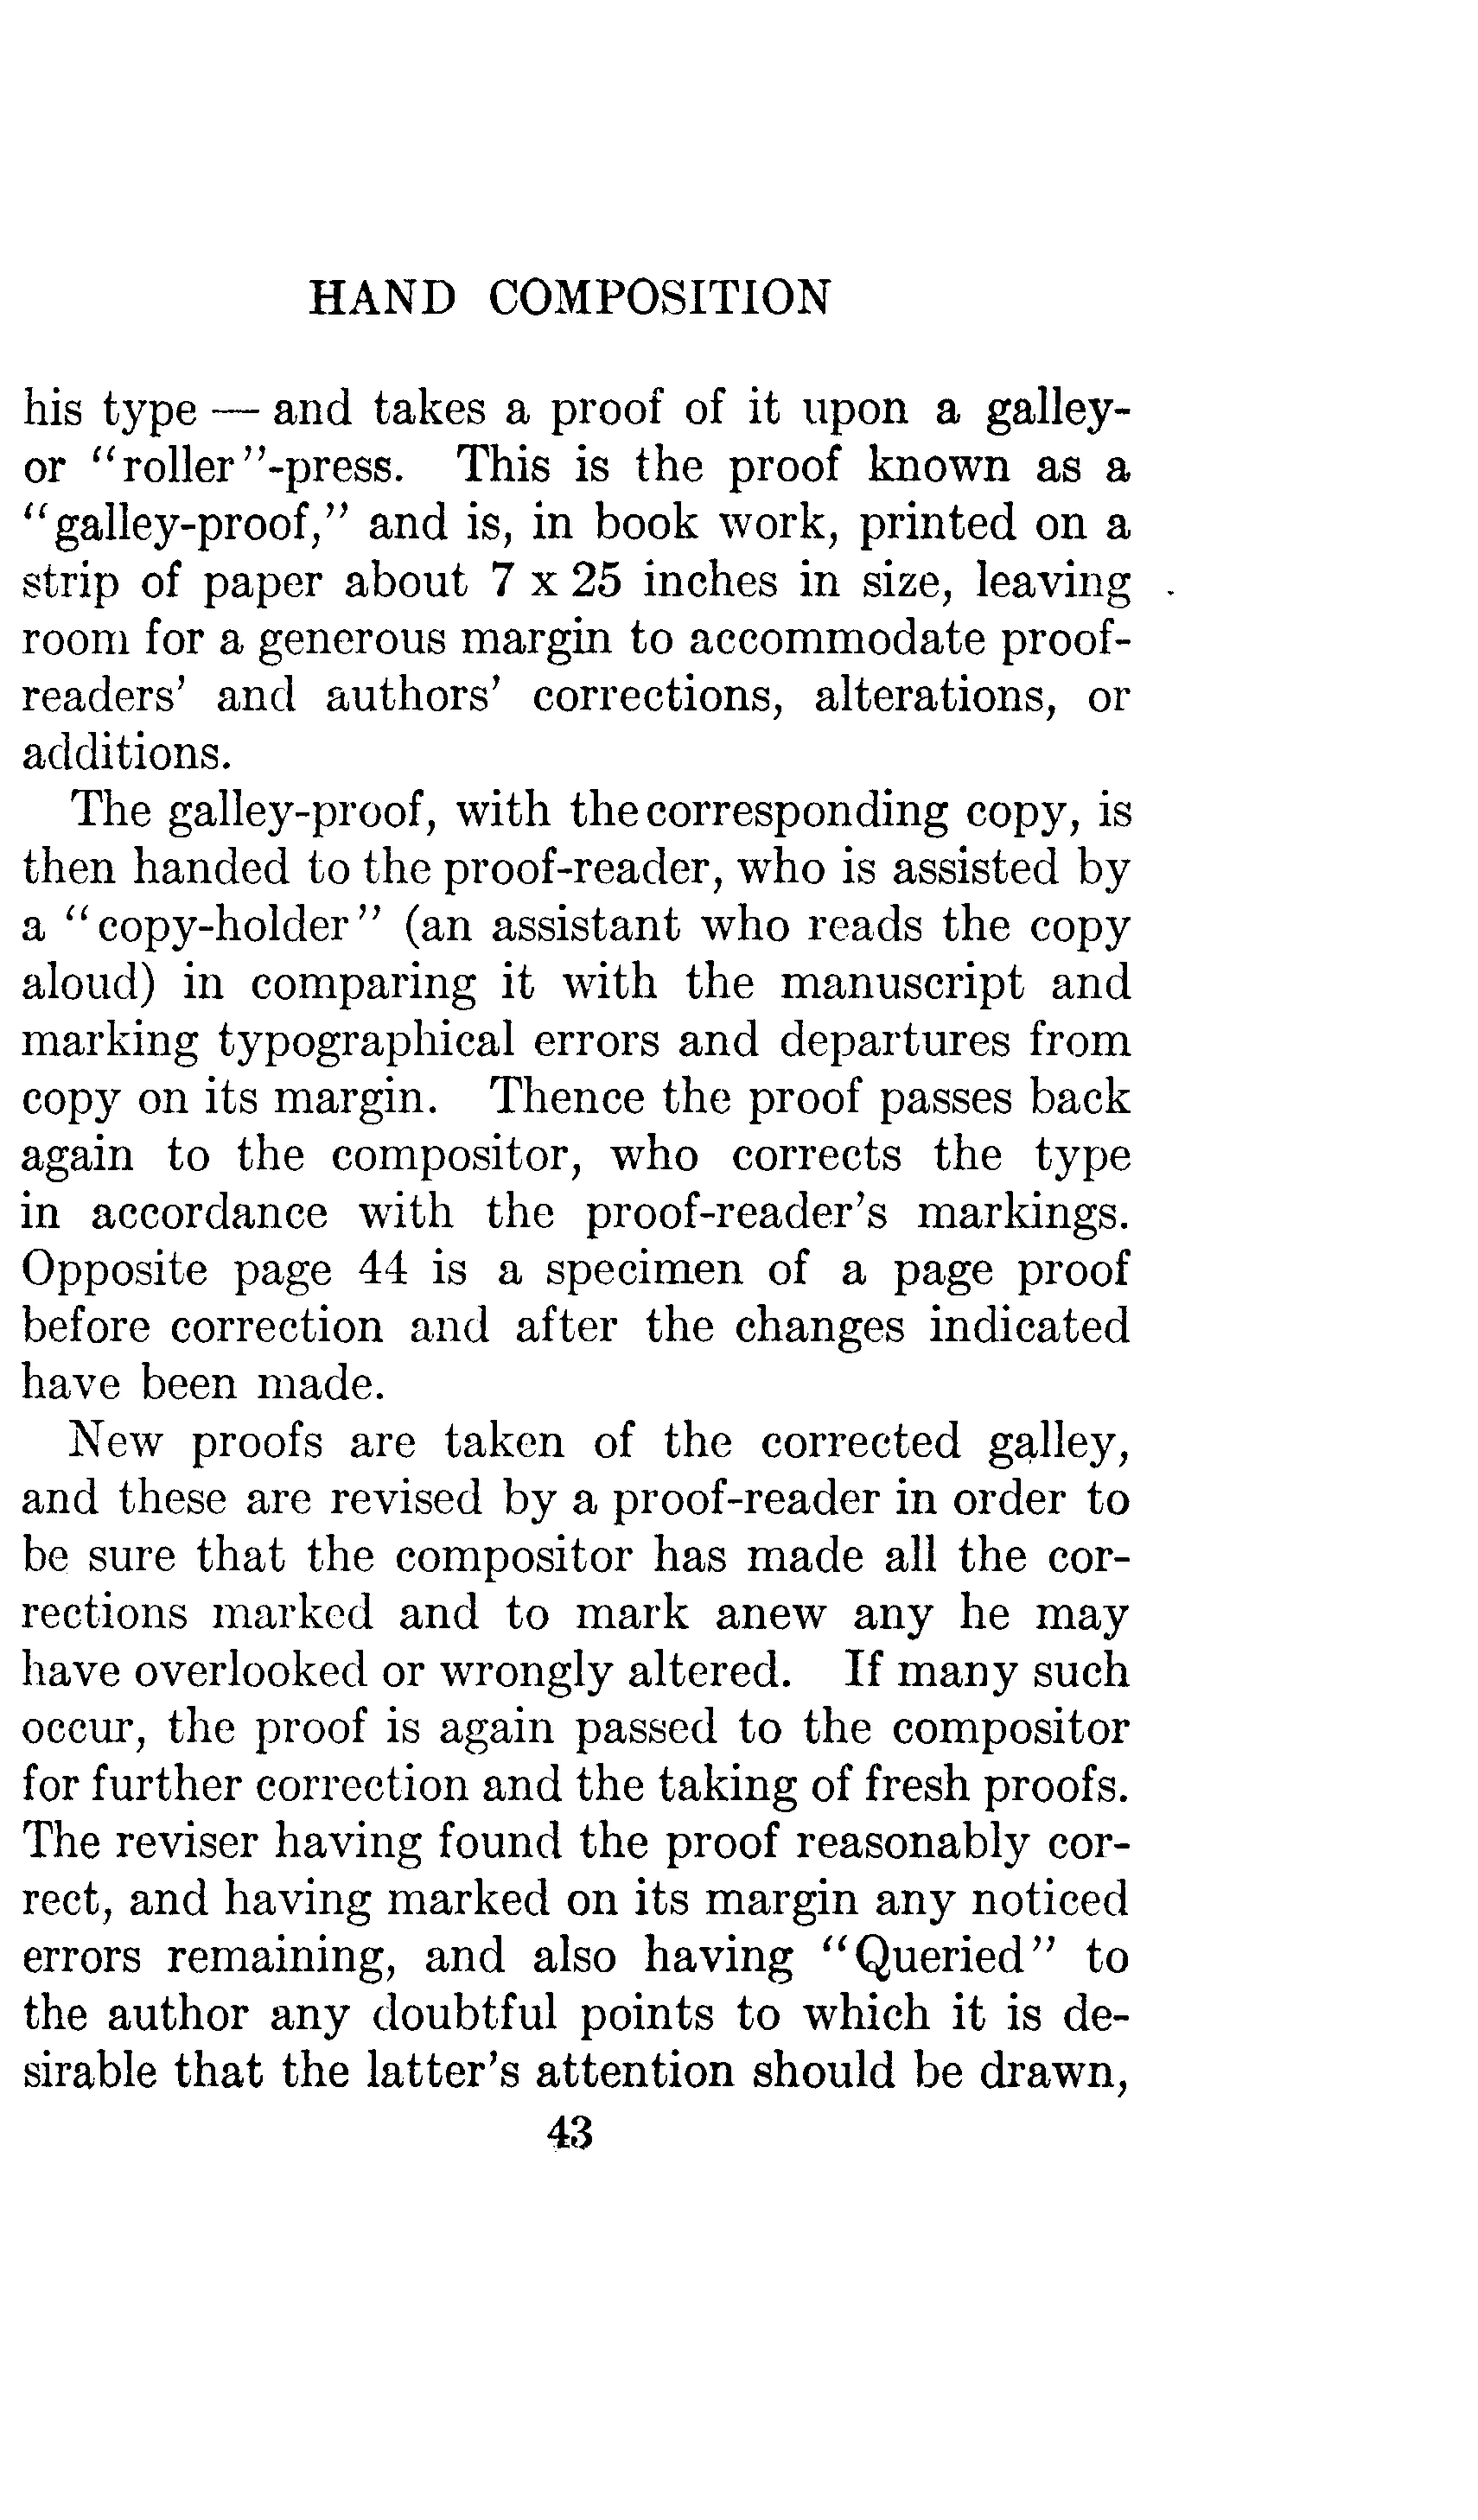 HAND COMPOSITION
his type — and takes a proof of it upon a galley-
or "roller"-press. This is the proof known as a
"galley-proof," and is, in book work, printed on a
strip of paper about 7 x 25 inches in size, leaving
room for a generous margin to accommodate proof-
readers' and authors' corrections, alterations, or
additions.
The galley-proof, with the corresponding copy, is
then handed to the proof-reader, who is assisted by
a "copy-holder" (an assistant who reads the copy
aloud) in comparing it with the manuscript and
marking typographical errors and departures from
copy on its margin. Thence the proof passes back
again to the compositor, who corrects the type
in accordance with the proof-reader's markings.
Opposite page 44 is a specimen of a page proof
before correction and after the changes indicated
have been made.
New proofs are taken of the corrected galley,
and these are revised by a proof-reader in order to
be sure that the compositor has made all the cor-
rections marked and to mark anew any he may
have overlooked or wrongly altered. If many such
occur, the proof is again passed to the compositor
for further correction and the taking of fresh proofs.
The reviser having found the proof reasonably cor-
rect, and having marked on its margin any noticed
errors remaining, and also having "Queried" to
the author any doubtful points to which it is de-
sirable that the latter's attention should be drawn,
43